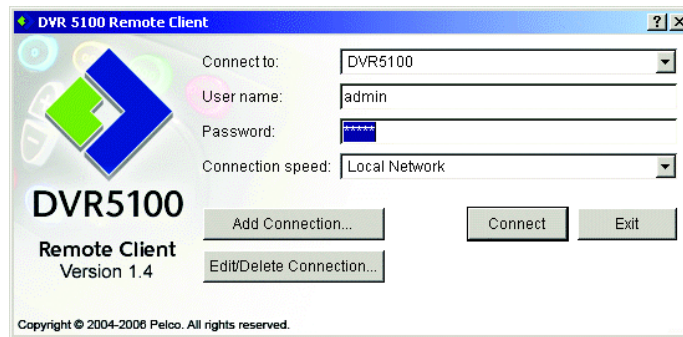 DVR 5100 Remote Client
Connect to: DVR5100
User name: admin
Password: *****
Connection speed: Local Network
DVR5100
Remote Client
Version 1.4
Add Connection... Connect Exit
Edit/Delete Connection...
Copyright © 2004-2006 Pelco. All rights reserved.